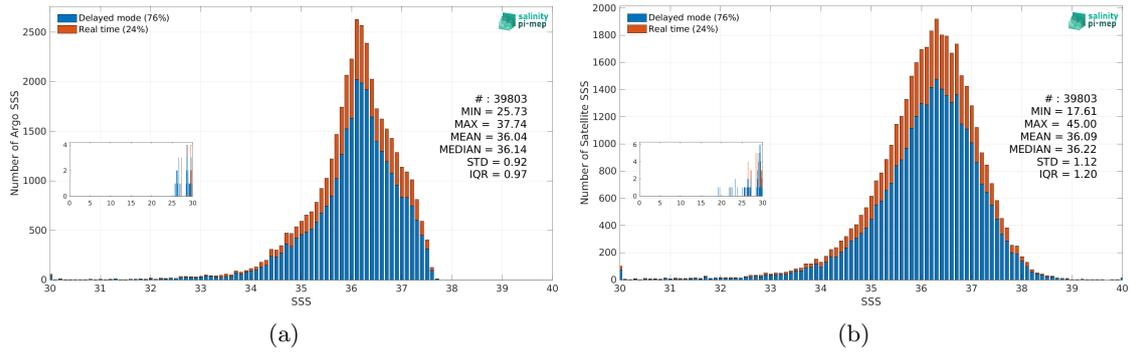 Delayed mode (76%)
Real time (24%)
salinity
pi-mep
# : 39803
MIN = 25.73
MAX = 37.74
MEAN = 36.04
MEDIAN = 36.14
STD = 0.92
IQR = 0.97
Number of Argo SSS
2500
2000
1500
1000
500
0
4
2
0
0 5 10 15 20 25 30
30 31 32 33 34 35 36 37 38 39 40
SSS
(a)
Delayed mode (76%)
Real time (24%)
salinity
pi-mep
# : 39803
MIN = 17.61
MAX = 45.00
MEAN = 36.09
MEDIAN = 36.22
STD = 1.12
IQR = 1.20
Number of Satellite SSS
2000
1800
1600
1400
1200
1000
800
600
400
200
0
6
4
2
0
0 5 10 15 20 25 30
30 31 32 33 34 35 36 37 38 39 40
SSS
(b)